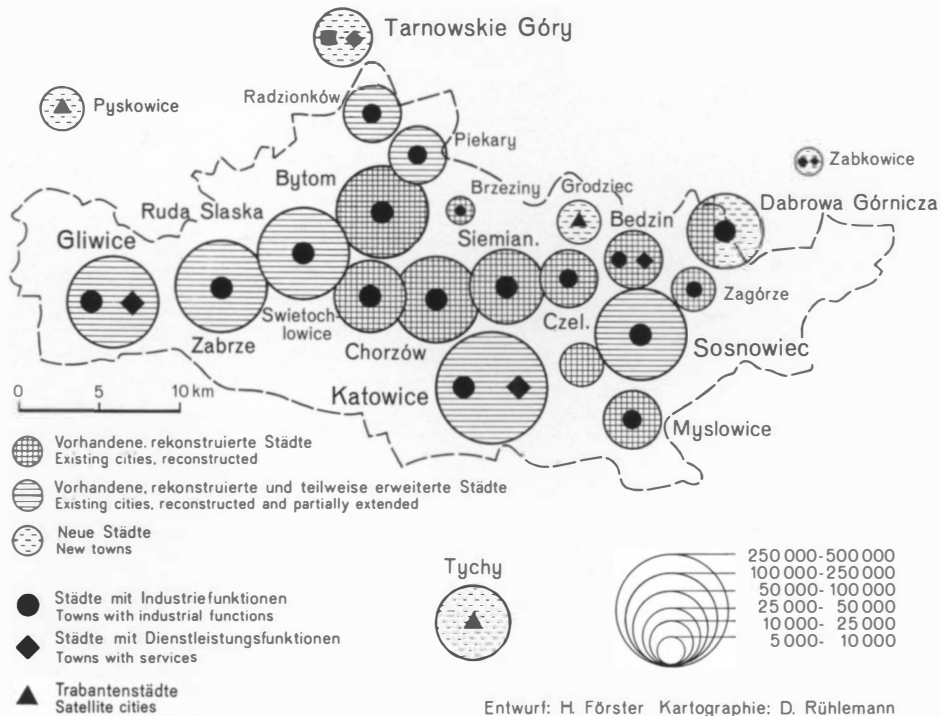 Tarnowskie Góry
Pyskowice
Radzionków
Piekary
Zabkowice
Bytom
Brzeziny
Grodziec
Dabrowa Górnicza
Ruda Slaska
Bedzin
Gliwice
Siemian.
Zagórze
Swietoch-
lowice
Czel.
Zabrze
Chorzów
Sosnowiec
Katowice
Myslowice
0 5 10 km
Vorhandene, rekonstruierte Städte
Existing cities, reconstructed
Vorhandene, rekonstruierte und teilweise erweiterte Städte
Existing cities, reconstructed and partially extended
Neue Städte
New towns
Städte mit Industriefunktionen
Towns with industrial functions
Städte mit Dienstleistungsfunktionen
Towns with services
Trabantenstädte
Satellite cities
Tychy
250 000-500 000
100 000-250 000
50 000-100 000
25 000-50 000
10 000-25 000
5 000-10 000
Entwurf: H. Förster Kartographie: D. Rühlemann